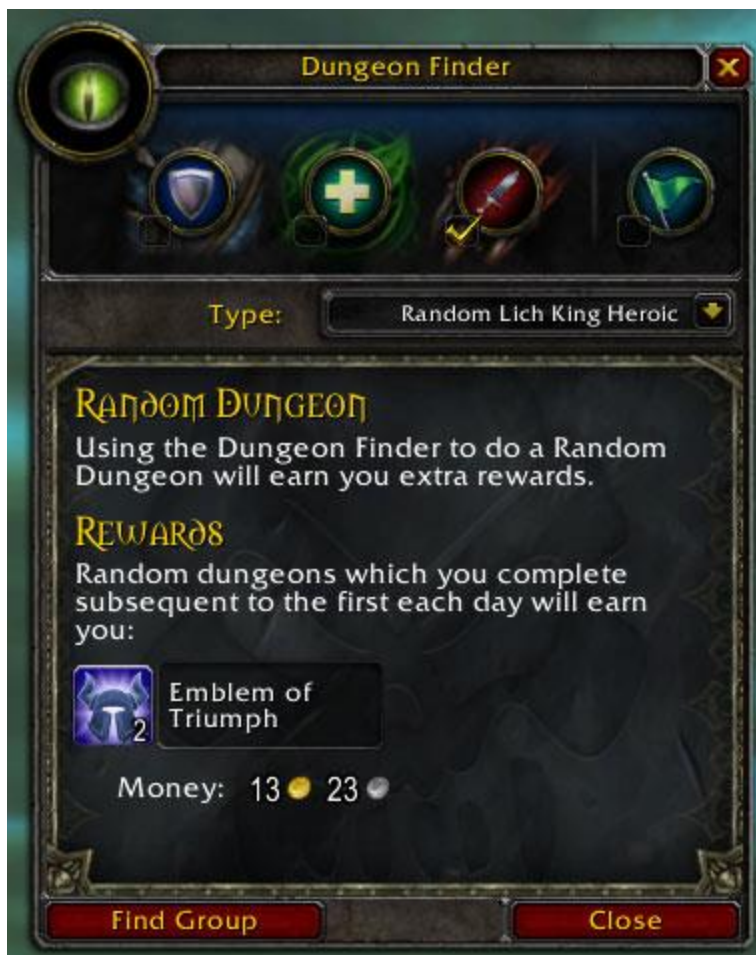 Dungeon Finder
Type: Random Lich King Heroic
Random Dungeon
Using the Dungeon Finder to do a Random
Dungeon will earn you extra rewards.
Rewards
Random dungeons which you complete
subsequent to the first each day will earn
you:
2
Emblem of
Triumph
Money: 13 23
Find Group
Close